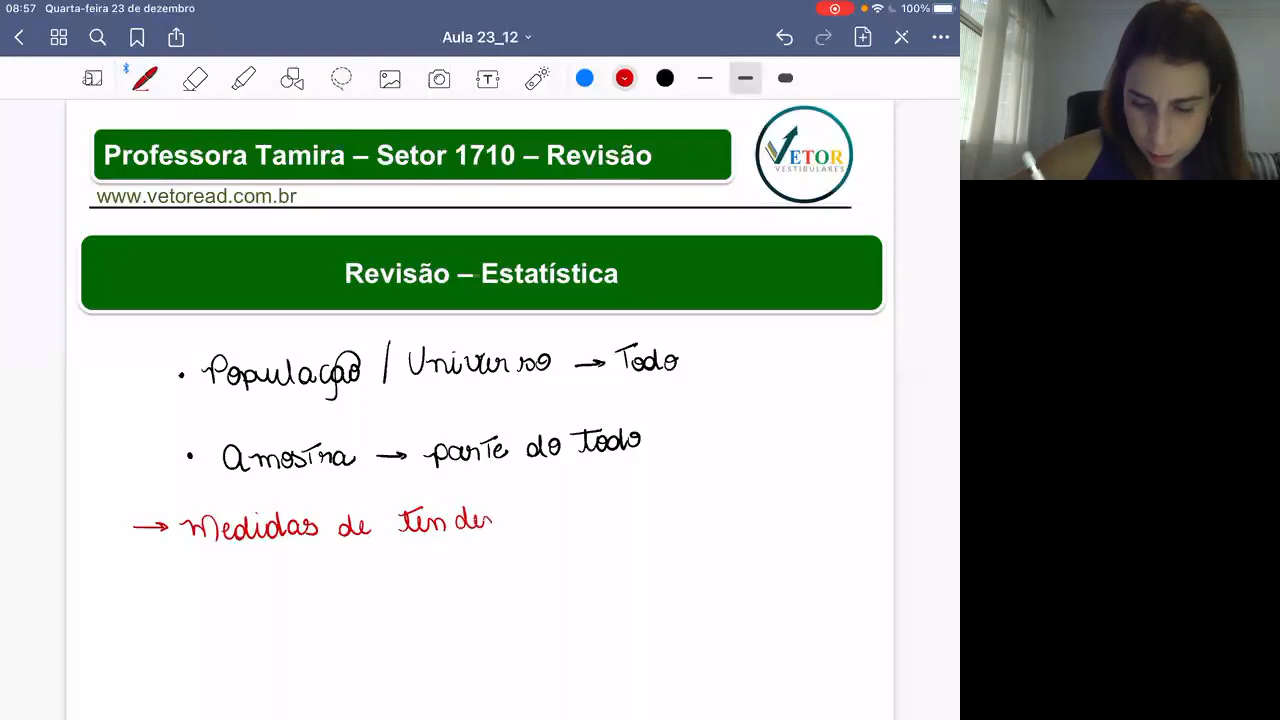 08:57 Quarta-feira 23 de dezembro
100%
Aula 23_12
T
Professora Tamira – Setor 1710 – Revisão
VETOR
VESTIBULARES
www.vetoread.com.br
Revisão – Estatística
• População / Universo → Todo
• Amostra → parte do todo
→ Medidas de tende